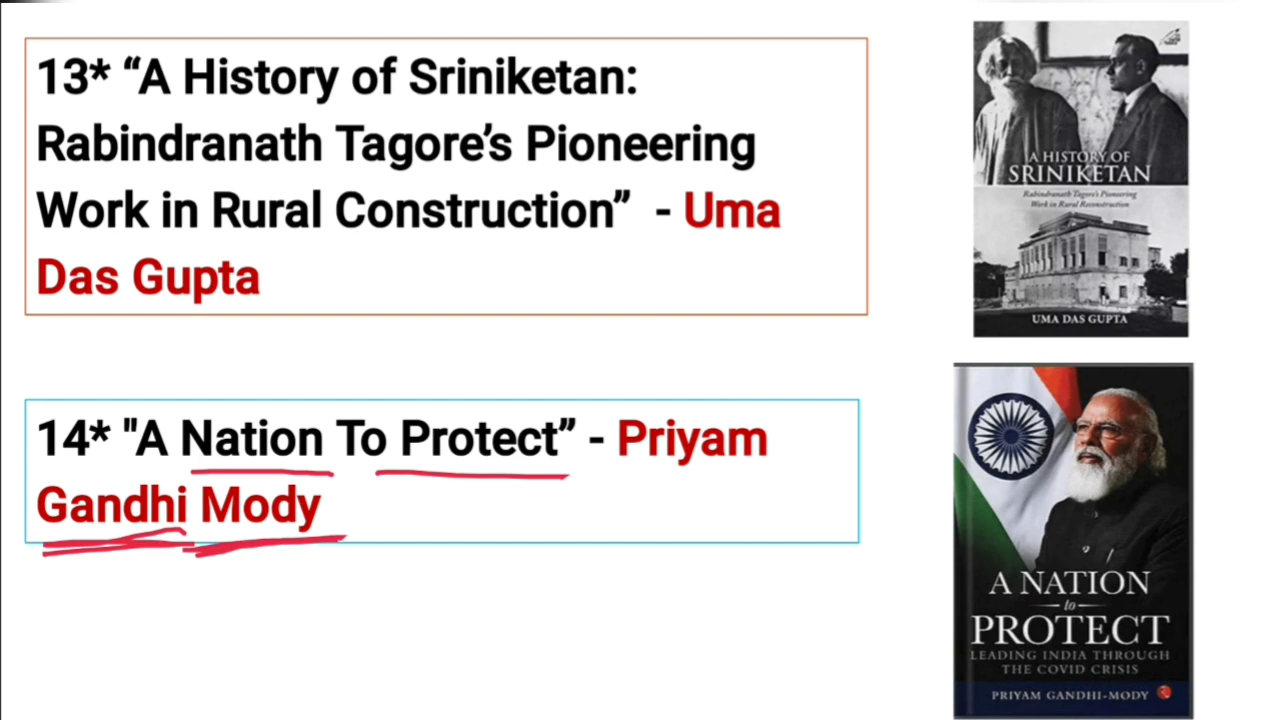 13* “A History of Sriniketan:
Rabindranath Tagore’s Pioneering
Work in Rural Construction” - Uma
Das Gupta
A HISTORY OF
SRINIKETAN
Rabindranath Tagore's Pioneering
Work in Rural Reconstruction
UMA DAS GUPTA
14* "A Nation To Protect” - Priyam
Gandhi Mody
A NATION
to
PROTECT
LEADING INDIA THROUGH
THE COVID CRISIS
PRIYAM GANDHI-MODY